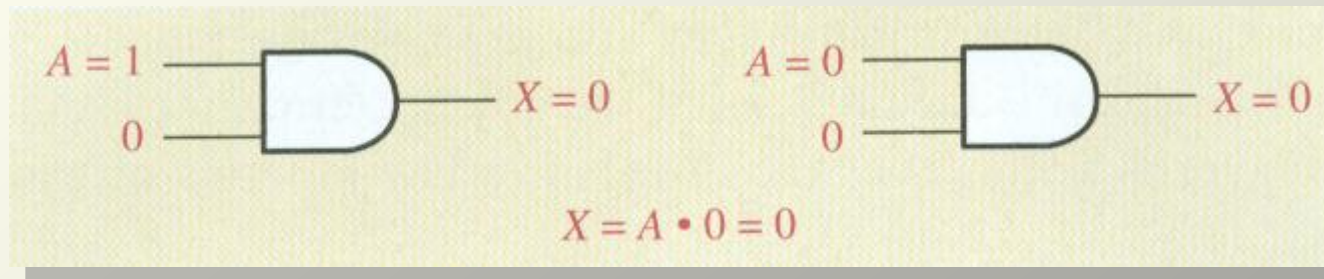 A = 1
0
X = 0
A = 0
0
X = 0
X = A • 0 = 0